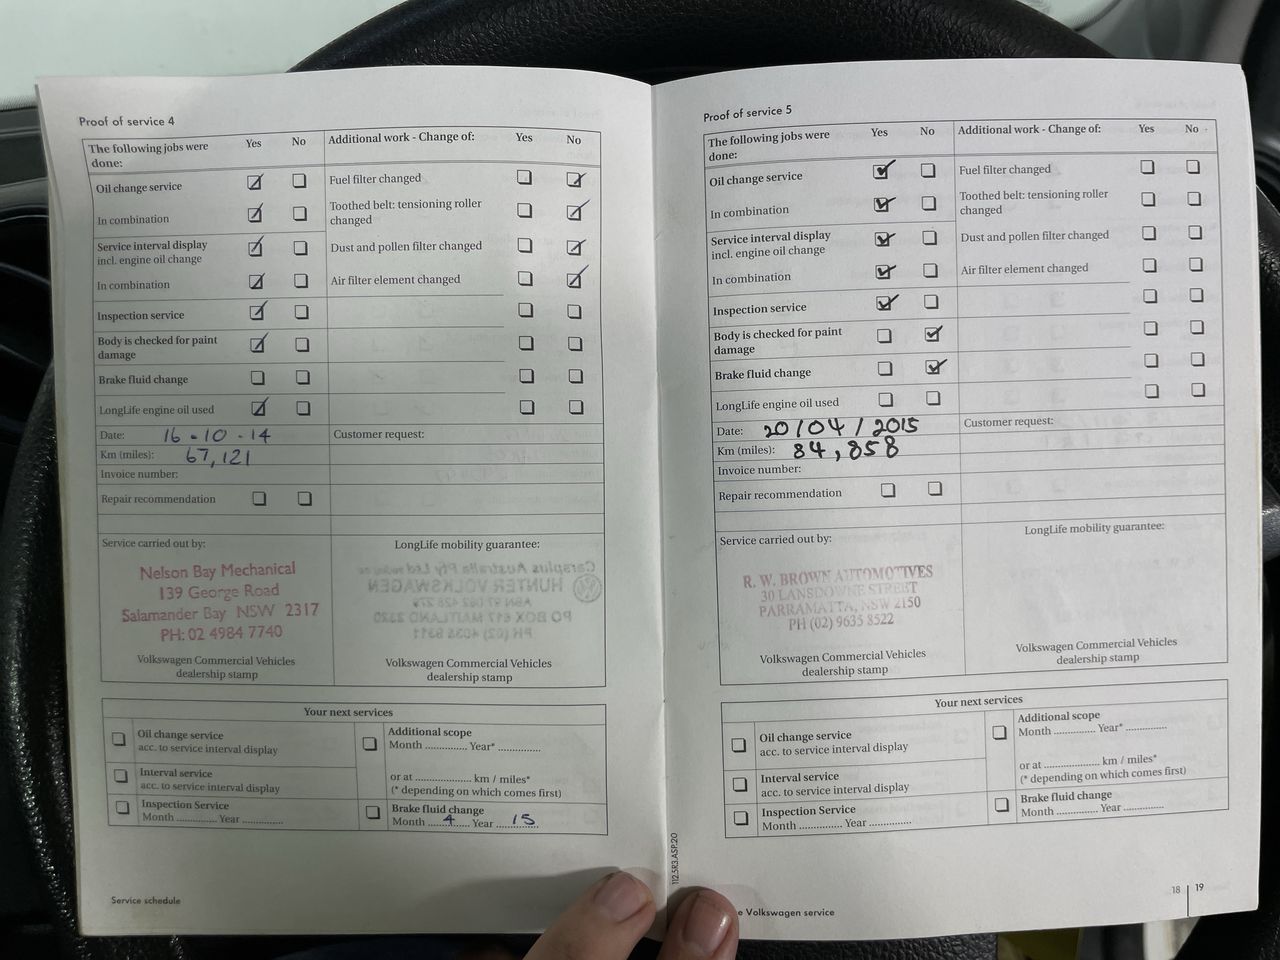 Proof of service 4
The following jobs were done: Yes No Additional work - Change of: Yes No
Oil change service ☑ ☐ Fuel filter changed ☐ ☑
In combination ☑ ☐ Toothed belt: tensioning roller changed ☐ ☑
Service interval display incl. engine oil change ☑ ☐ Dust and pollen filter changed ☐ ☑
In combination ☑ ☐ Air filter element changed ☐ ☑
Inspection service ☑ ☐ ☐ ☐
Body is checked for paint damage ☑ ☐ ☐ ☐
Brake fluid change ☐ ☐ ☐ ☐
LongLife engine oil used ☑ ☐ ☐ ☐
Date: 16-10-14 Customer request:
Km (miles): 67,121
Invoice number:
Repair recommendation ☐ ☐
Service carried out by: LongLife mobility guarantee:
Nelson Bay Mechanical
139 George Road
Salamander Bay NSW 2317
PH: 02 4984 7740
Volkswagen Commercial Vehicles dealership stamp
Volkswagen Commercial Vehicles dealership stamp
Your next services
☐ Oil change service
acc. to service interval display
☐ Additional scope
Month .............. Year* ..............
☐ Interval service
acc. to service interval display
or at .................... km / miles*
(* depending on which comes first)
☐ Inspection Service
Month .............. Year ..............
☐ Brake fluid change
Month ....4.... Year ....15....
Service schedule
112.5R3.ASP.20
Proof of service 5
The following jobs were done: Yes No Additional work - Change of: Yes No
Oil change service ☑ ☐ Fuel filter changed ☐ ☐
In combination ☑ ☐ Toothed belt: tensioning roller changed ☐ ☐
Service interval display incl. engine oil change ☑ ☐ Dust and pollen filter changed ☐ ☐
In combination ☑ ☐ Air filter element changed ☐ ☐
Inspection service ☑ ☐ ☐ ☐
Body is checked for paint damage ☐ ☑ ☐ ☐
Brake fluid change ☐ ☑ ☐ ☐
LongLife engine oil used ☐ ☐ ☐ ☐
Date: 20/04/2015 Customer request:
Km (miles): 84,858
Invoice number:
Repair recommendation ☐ ☐
Service carried out by: LongLife mobility guarantee:
R. W. BROWN AUTOMOTIVES
30 LANSDOWNE STREET
PARRAMATTA, NSW 2150
PH (02) 9635 8522
Volkswagen Commercial Vehicles dealership stamp
Volkswagen Commercial Vehicles dealership stamp
Your next services
☐ Oil change service
acc. to service interval display
☐ Additional scope
Month .............. Year* ..............
☐ Interval service
acc. to service interval display
or at .................... km / miles*
(* depending on which comes first)
☐ Inspection Service
Month .............. Year ..............
☐ Brake fluid change
Month .............. Year ..............
Volkswagen service
18 | 19